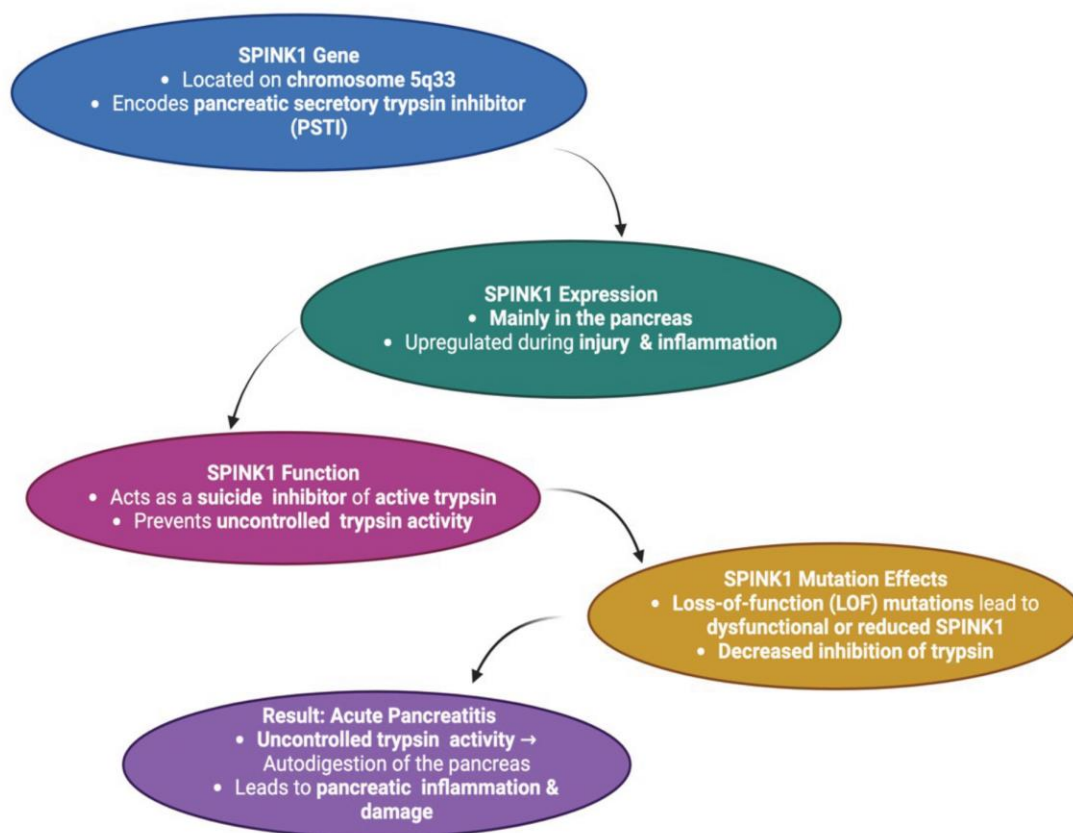 SPINK1 Gene
• Located on chromosome 5q33
• Encodes pancreatic secretory trypsin inhibitor
(PSTI)
SPINK1 Expression
• Mainly in the pancreas
• Upregulated during injury & inflammation
SPINK1 Function
• Acts as a suicide inhibitor of active trypsin
• Prevents uncontrolled trypsin activity
SPINK1 Mutation Effects
• Loss-of-function (LOF) mutations lead to
dysfunctional or reduced SPINK1
• Decreased inhibition of trypsin
Result: Acute Pancreatitis
• Uncontrolled trypsin activity →
Autodigestion of the pancreas
• Leads to pancreatic inflammation &
damage